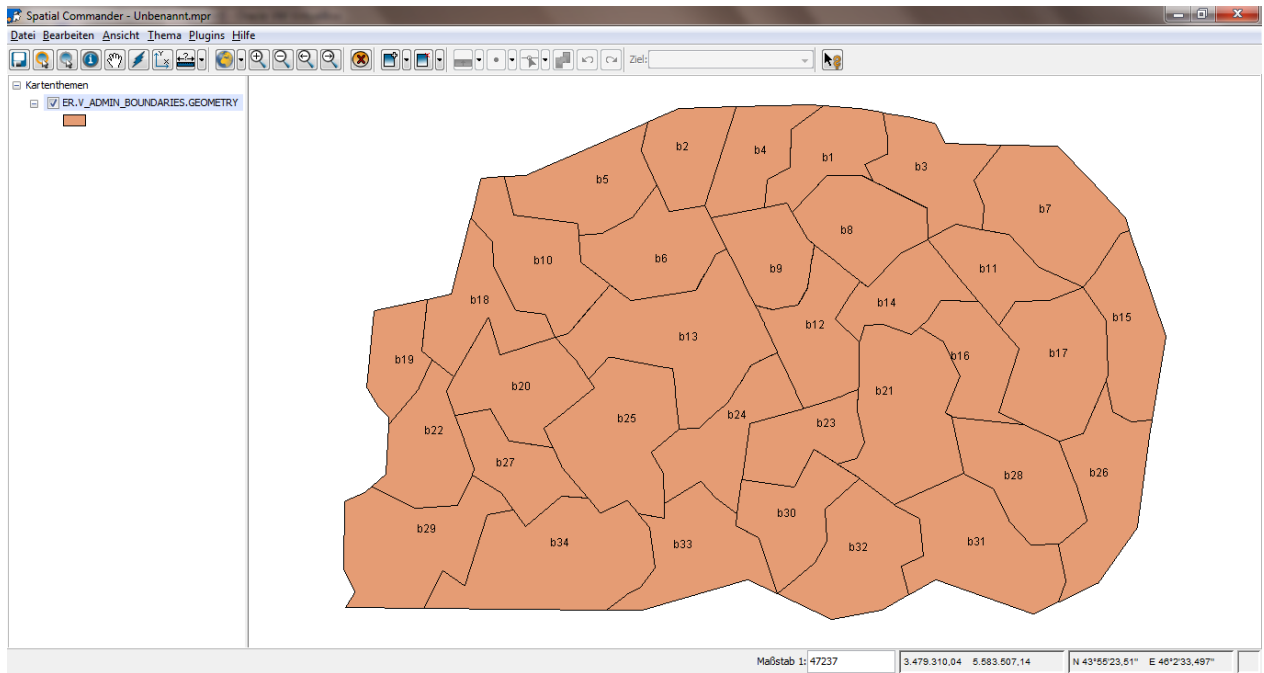 Spatial Commander - Unbenannt.mpr
Datei Bearbeiten Ansicht Thema Plugins Hilfe
Ziel:
Kartenthemen
ER.V_ADMIN_BOUNDARIES.GEOMETRY
b2
b4
b1
b3
b5
b7
b8
b10
b6
b9
b11
b18
b14
b12
b15
b13
b19
b16
b17
b20
b21
b25
b24
b22
b23
b27
b28
b26
b30
b29
b34
b33
b32
b31
Maßstab 1: 47237
3.479.310,04 5.583.507,14
N 43°55'23,51" E 46°2'33,497"